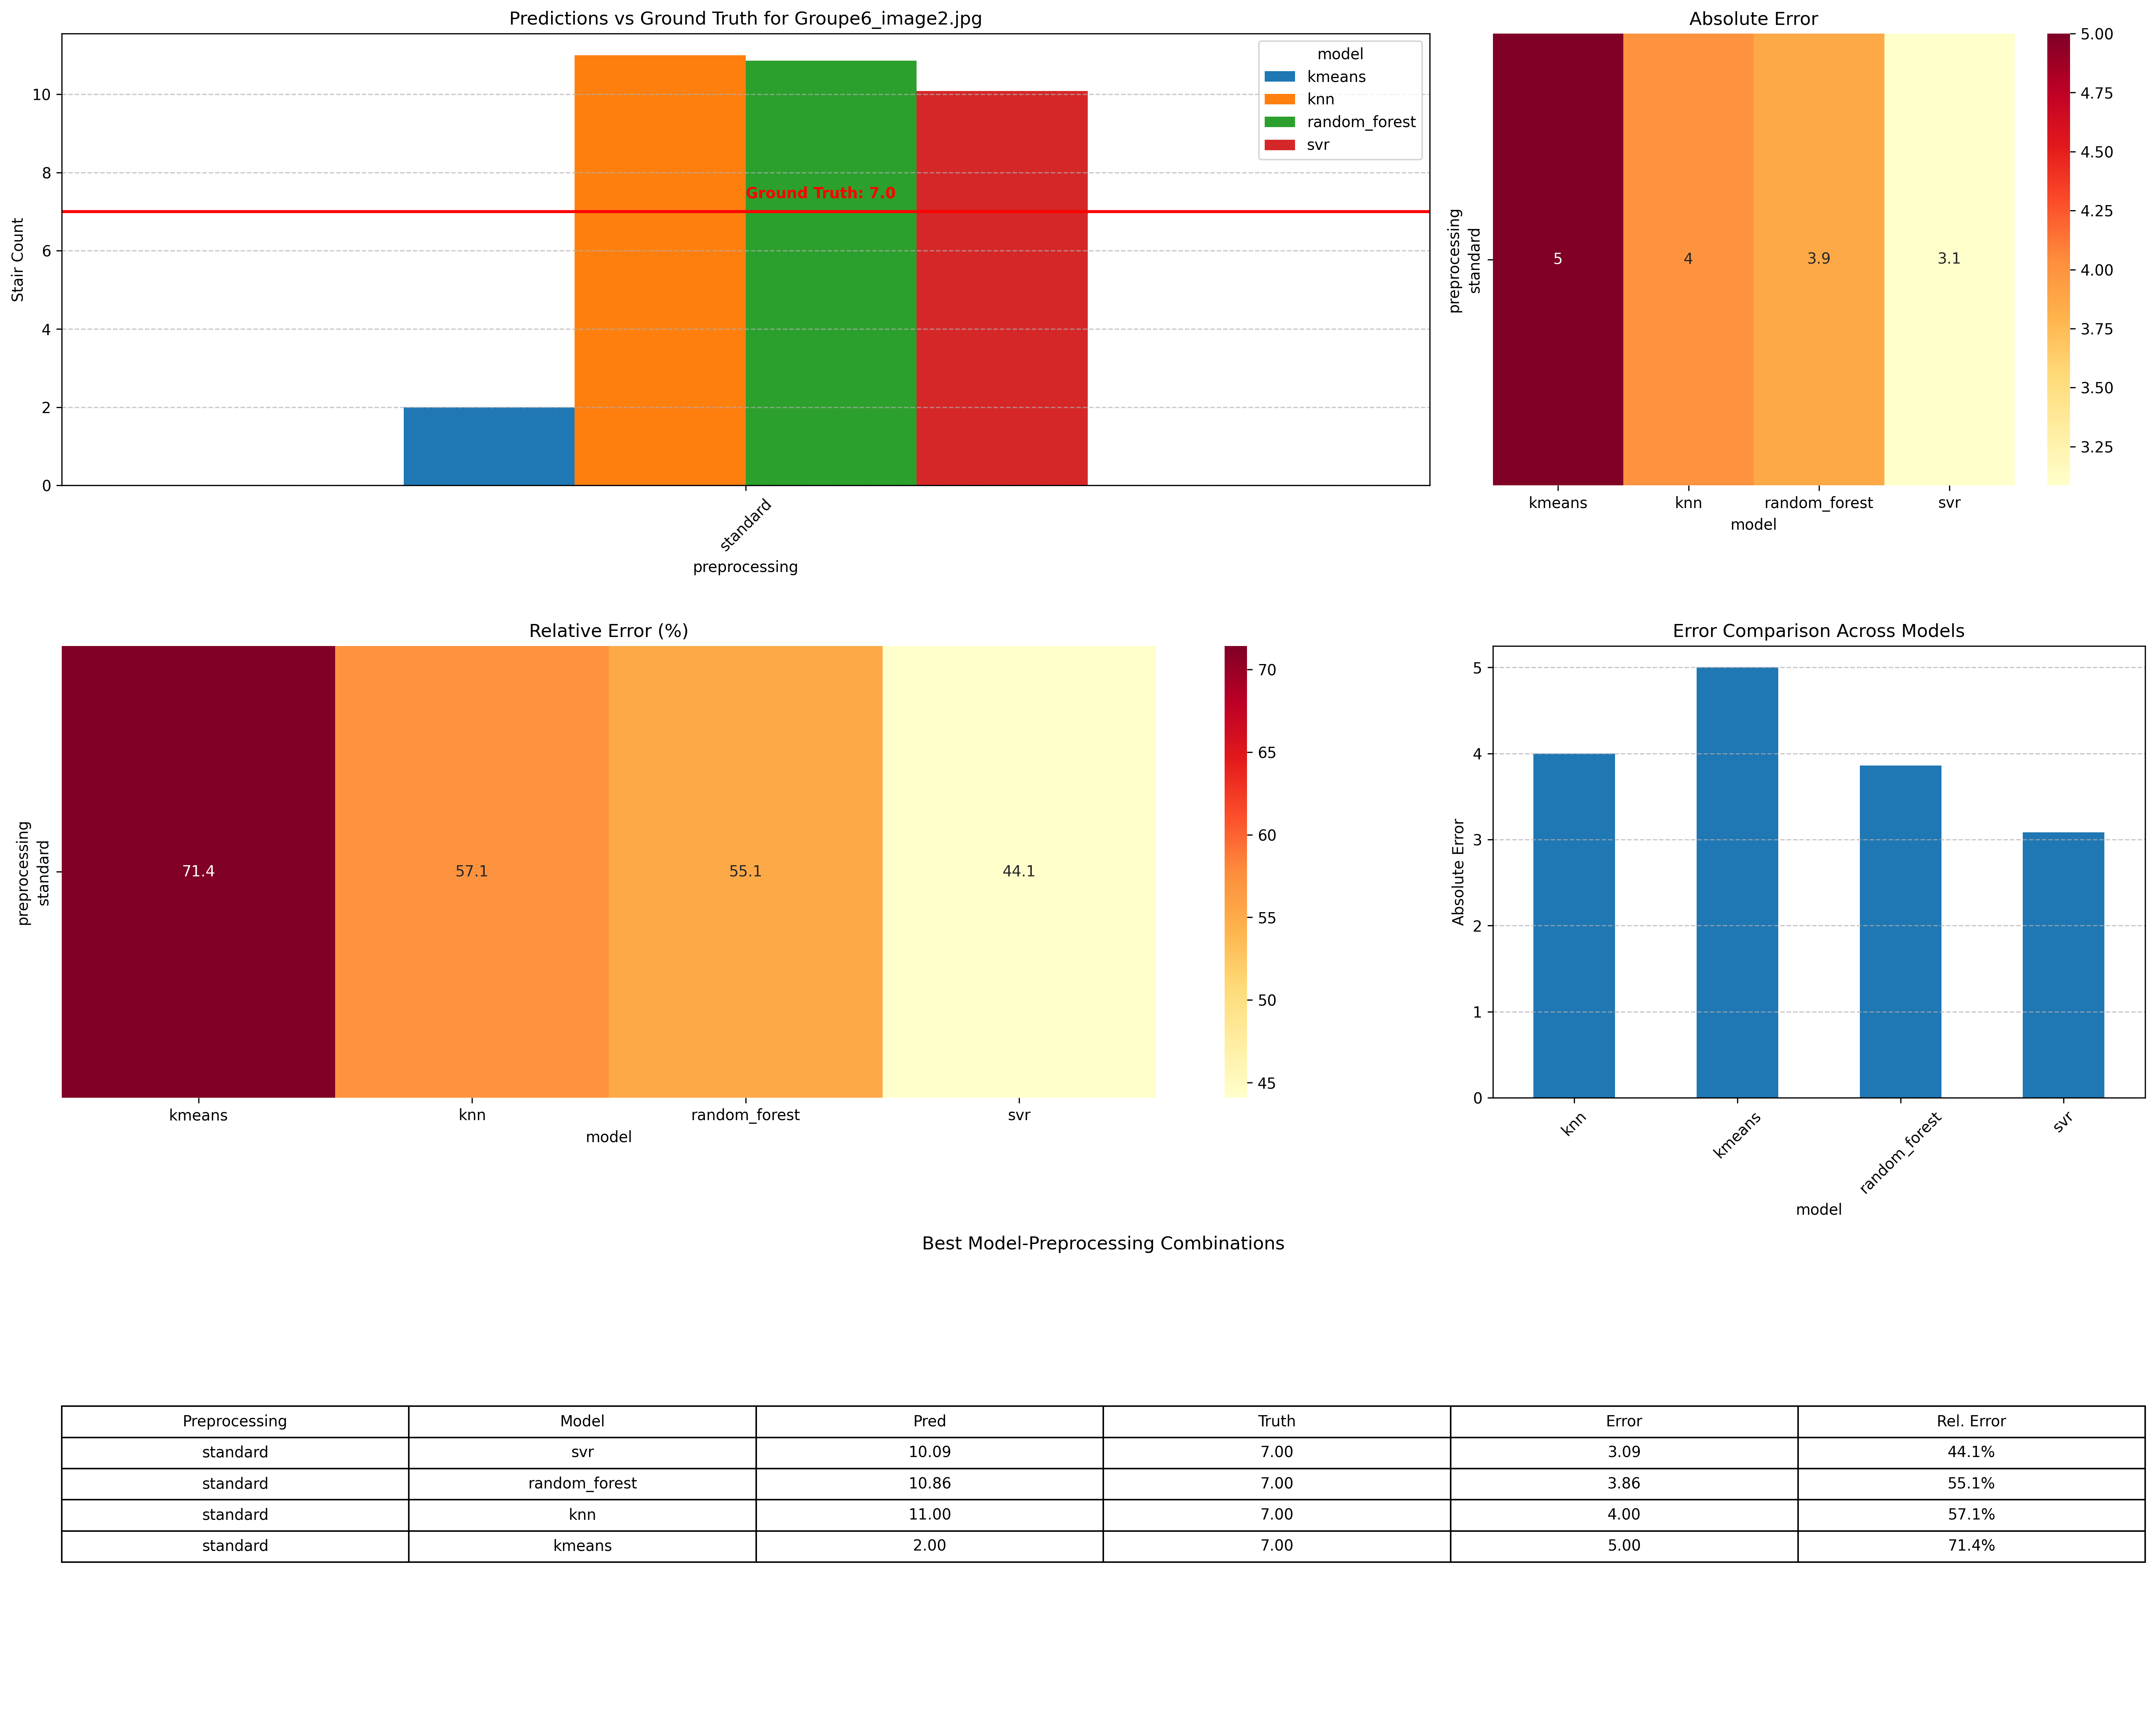 Predictions vs Ground Truth for Groupe6_image2.jpg
model
kmeans
knn
random_forest
svr
Ground Truth: 7.0
Stair Count
10
8
6
4
2
0
standard
preprocessing
Absolute Error
preprocessing
standard
5
4
3.9
3.1
kmeans
knn
random_forest
svr
model
5.00
4.75
4.50
4.25
4.00
3.75
3.50
3.25
Relative Error (%)
preprocessing
standard
71.4
57.1
55.1
44.1
kmeans
knn
random_forest
svr
model
70
65
60
55
50
45
Error Comparison Across Models
Absolute Error
5
4
3
2
1
0
knn
kmeans
random_forest
svr
model
Best Model-Preprocessing Combinations
Preprocessing Model Pred Truth Error Rel. Error
standard svr 10.09 7.00 3.09 44.1%
standard random_forest 10.86 7.00 3.86 55.1%
standard knn 11.00 7.00 4.00 57.1%
standard kmeans 2.00 7.00 5.00 71.4%